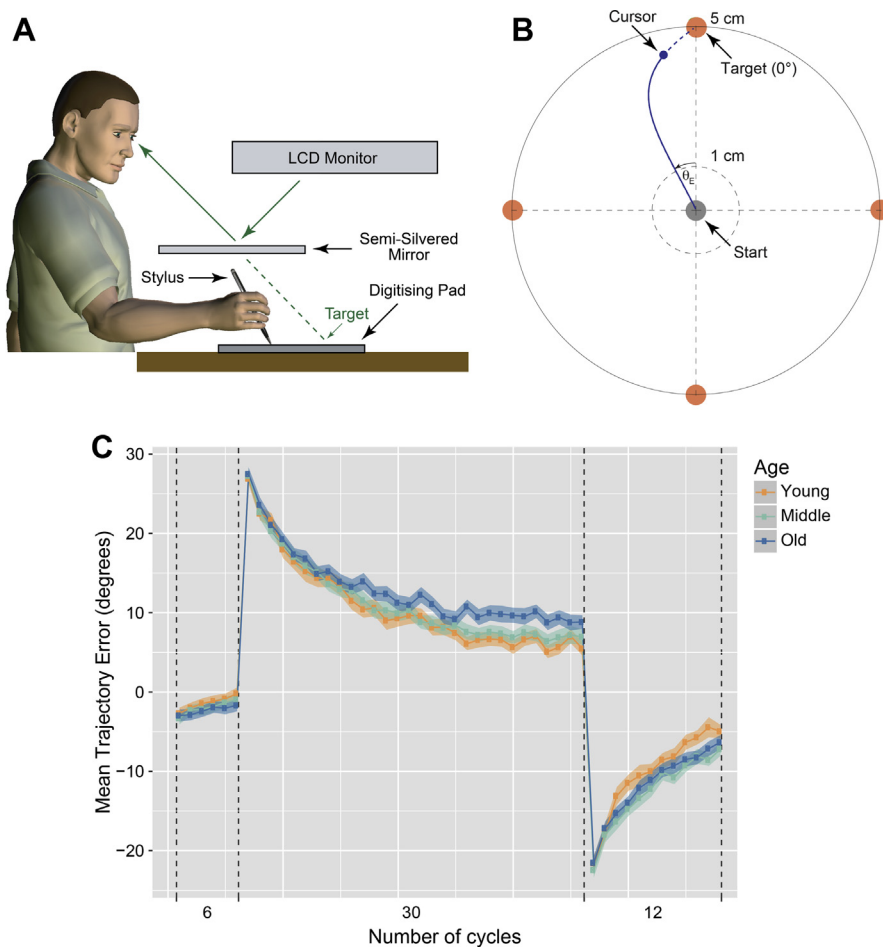 A
LCD Monitor
Semi-Silvered
Mirror
Stylus
Digitising Pad
Target
B
Cursor
5 cm
Target (0°)
1 cm
θE
Start
C
Mean Trajectory Error (degrees)
30
20
10
0
−10
−20
6
30
12
Number of cycles
Age
Young
Middle
Old